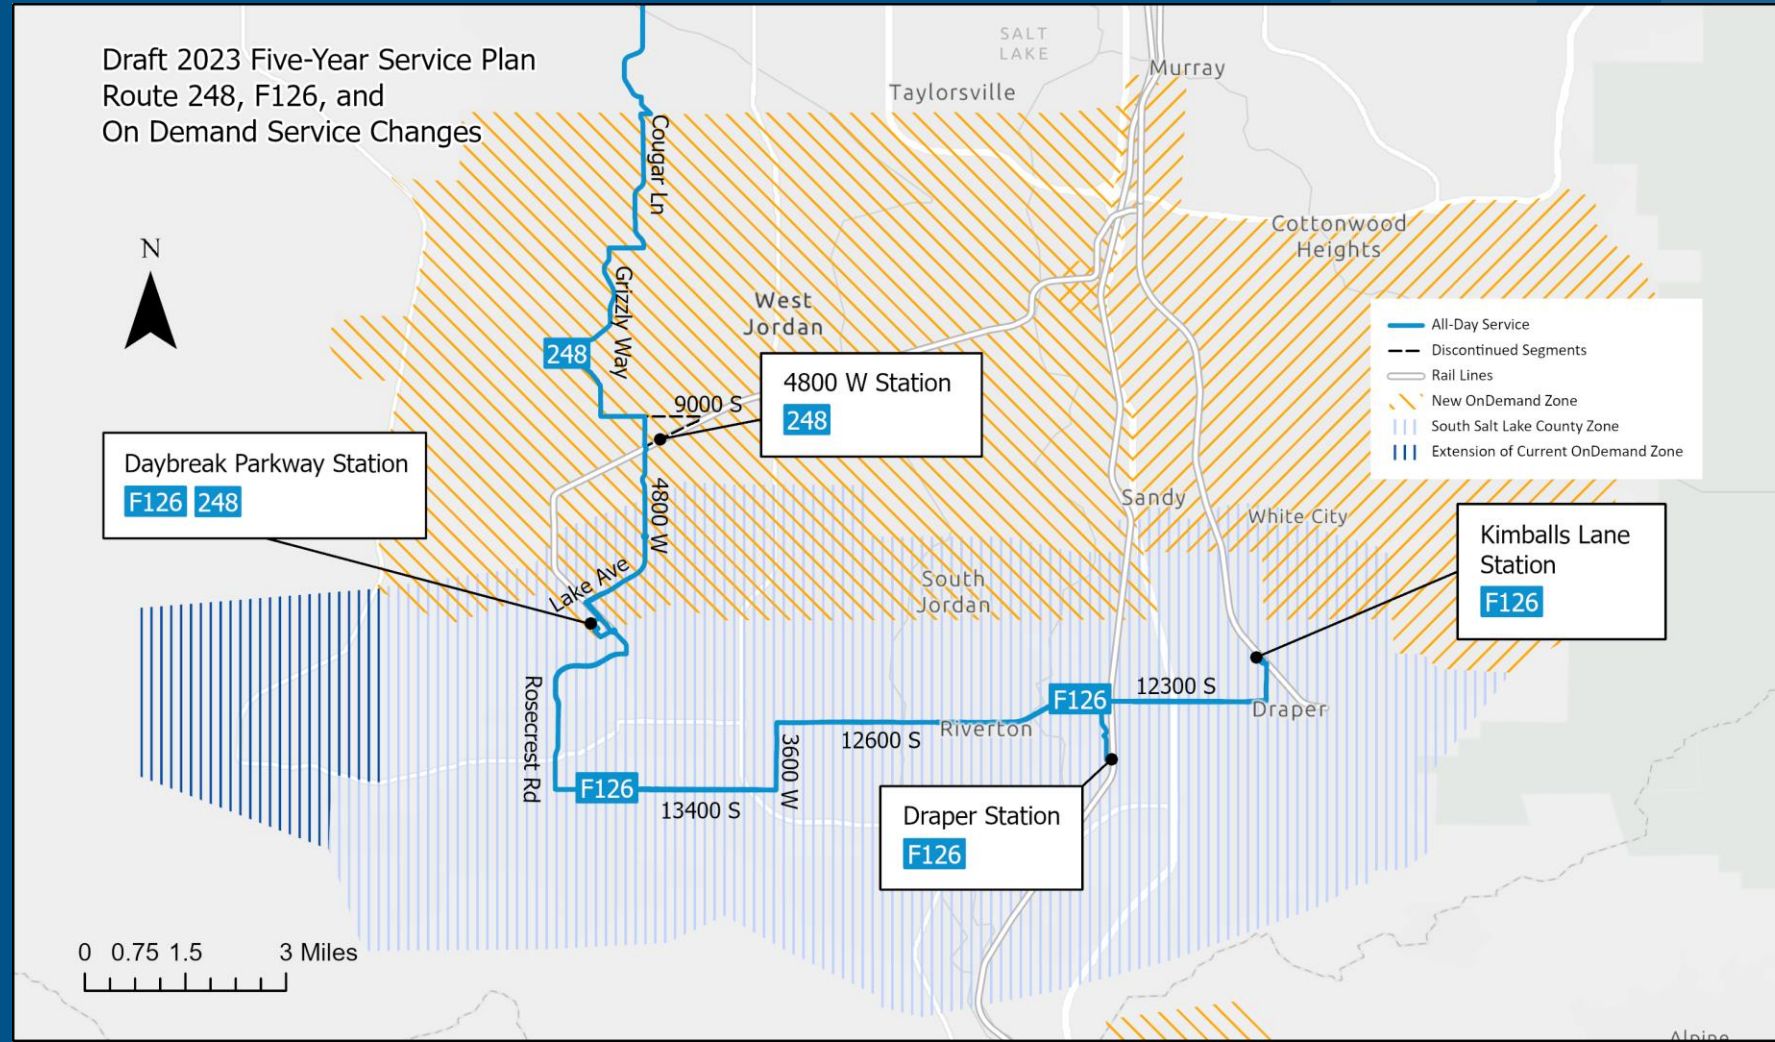 Draft 2023 Five-Year Service Plan
Route 248, F126, and
On Demand Service Changes
SALT
LAKE
Murray
Taylorsville
Cougar Ln
Cottonwood
Heights
N
Grizzly Way
West
Jordan
248
All-Day Service
Discontinued Segments
Rail Lines
New OnDemand Zone
South Salt Lake County Zone
Extension of Current OnDemand Zone
4800 W Station
248
9000 S
Daybreak Parkway Station
F126 248
4800 W
Sandy
White City
Kimballs Lane
Station
F126
Lake Ave
South
Jordan
Rosecrest Rd
F126
12300 S
Draper
Riverton
12600 S
3600 W
F126
13400 S
Draper Station
F126
0 0.75 1.5 3 Miles
Alpine